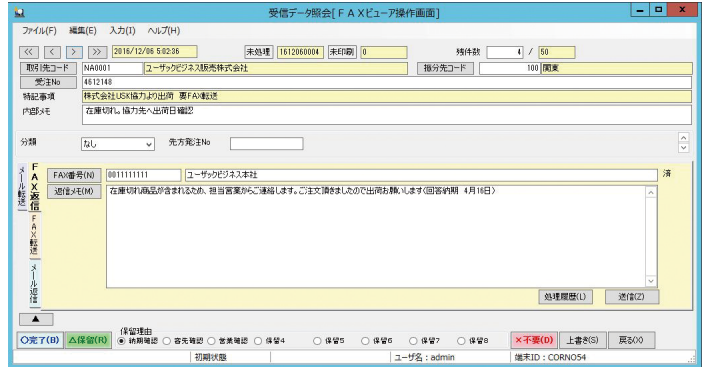 受信データ照会[ＦＡＸビューア操作画面]
ファイル(F) 編集(E) 入力(I) ヘルプ(H)
<< < > >> 2016/12/06 5:02:36 未処理 1612060004 未印刷 0 残件数 4 / 50
取引先コード NA0001 ユーザックビジネス販売株式会社 振分先コード 100 関東
受注No 4612148
特記事項 株式会社USK協力より出荷 要FAX転送
内部メモ 在庫切れ。協力先へ出荷日確認
分類 なし 先方発注No
メール転送 ＦＡＸ返信 ＦＡＸ転送 メール返信
FAX番号(N) 0011111111 ユーザックビジネス本社 済
返信メモ(M) 在庫切れ商品が含まれるため、担当営業からご連絡します。ご注文頂きましたので出荷お願いします(回答納期 4月16日)
処理履歴(L) 送信(Z)
▲
保留理由
○完了(B) △保留(R) 納期確認 客先確認 営業確認 保留4 保留5 保留6 保留7 保留8 ×不要(D) 上書き(S) 戻る(X)
初期状態 ユーザ名：admin 端末ID：CORNO54